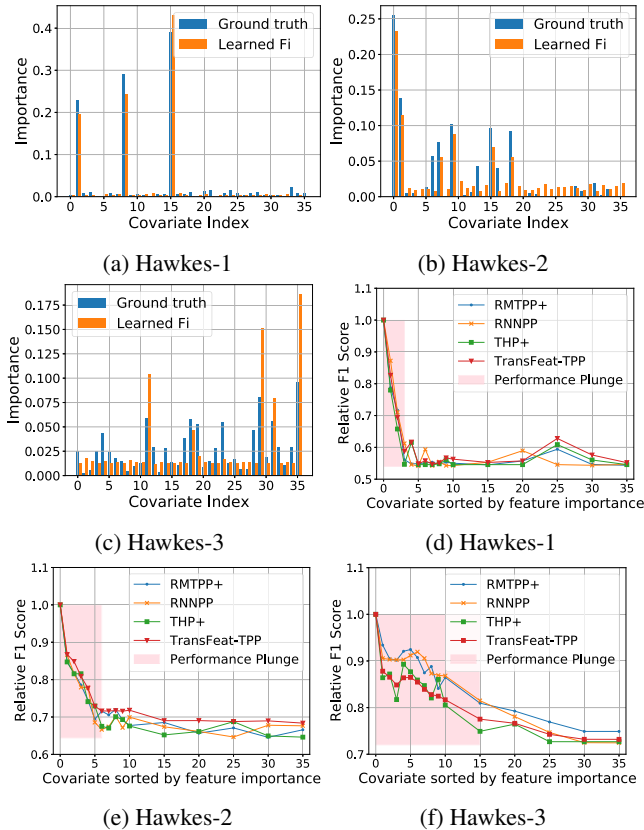 Importance
0.4
0.3
0.2
0.1
0.0
Ground truth
Learned Fi
0 5 10 15 20 25 30 35
Covariate Index
(a) Hawkes-1
Importance
0.25
0.20
0.15
0.10
0.05
0.00
Ground truth
Learned Fi
0 5 10 15 20 25 30 35
Covariate Index
(b) Hawkes-2
Importance
0.175
0.150
0.125
0.100
0.075
0.050
0.025
0.000
Ground truth
Learned Fi
0 5 10 15 20 25 30 35
Covariate Index
(c) Hawkes-3
Relative F1 Score
1.1
1.0
0.9
0.8
0.7
0.6
0.5
RMTPP+
RNNPP
THP+
TransFeat-TPP
Performance Plunge
0 5 10 15 20 25 30 35
Covariate sorted by feature importance
(d) Hawkes-1
Relative F1 Score
1.1
1.0
0.9
0.8
0.7
0.6
RMTPP+
RNNPP
THP+
TransFeat-TPP
Performance Plunge
0 5 10 15 20 25 30 35
Covariate sorted by feature importance
(e) Hawkes-2
Relative F1 Score
1.1
1.0
0.9
0.8
0.7
RMTPP+
RNNPP
THP+
TransFeat-TPP
Performance Plunge
0 5 10 15 20 25 30 35
Covariate sorted by feature importance
(f) Hawkes-3